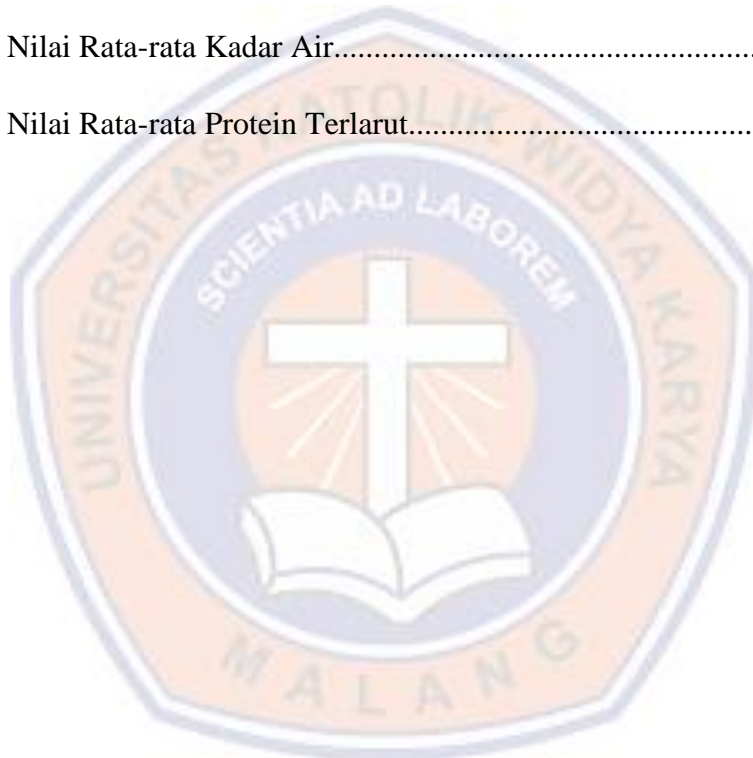 Nilai Rata-rata Kadar Air....................................................
Nilai Rata-rata Protein Terlarut..........................................
UNIVERSITAS KATOLIK WIDYA KARYA
SCIENTIA AD LABOREM
MALANG